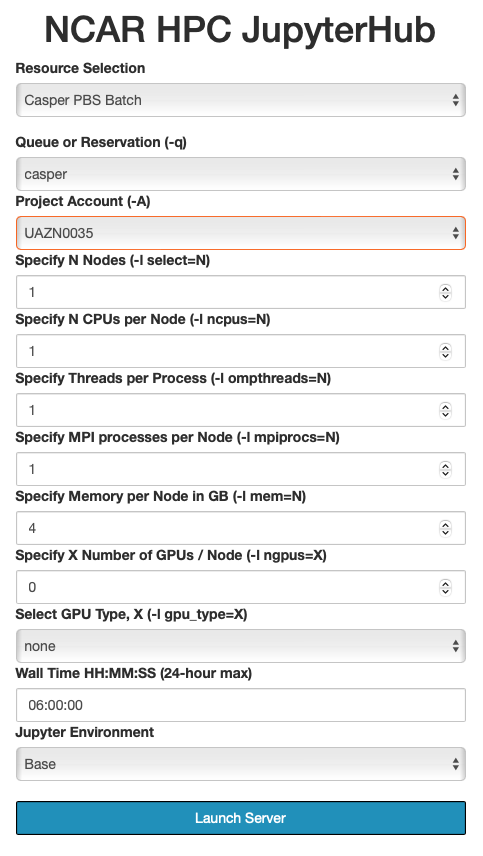 NCAR HPC JupyterHub
Resource Selection
Casper PBS Batch
Queue or Reservation (-q)
casper
Project Account (-A)
UAZN0035
Specify N Nodes (-l select=N)
1
Specify N CPUs per Node (-l ncpus=N)
1
Specify Threads per Process (-l ompthreads=N)
1
Specify MPI processes per Node (-l mpiprocs=N)
1
Specify Memory per Node in GB (-l mem=N)
4
Specify X Number of GPUs / Node (-l ngpus=X)
0
Select GPU Type, X (-l gpu_type=X)
none
Wall Time HH:MM:SS (24-hour max)
06:00:00
Jupyter Environment
Base
Launch Server